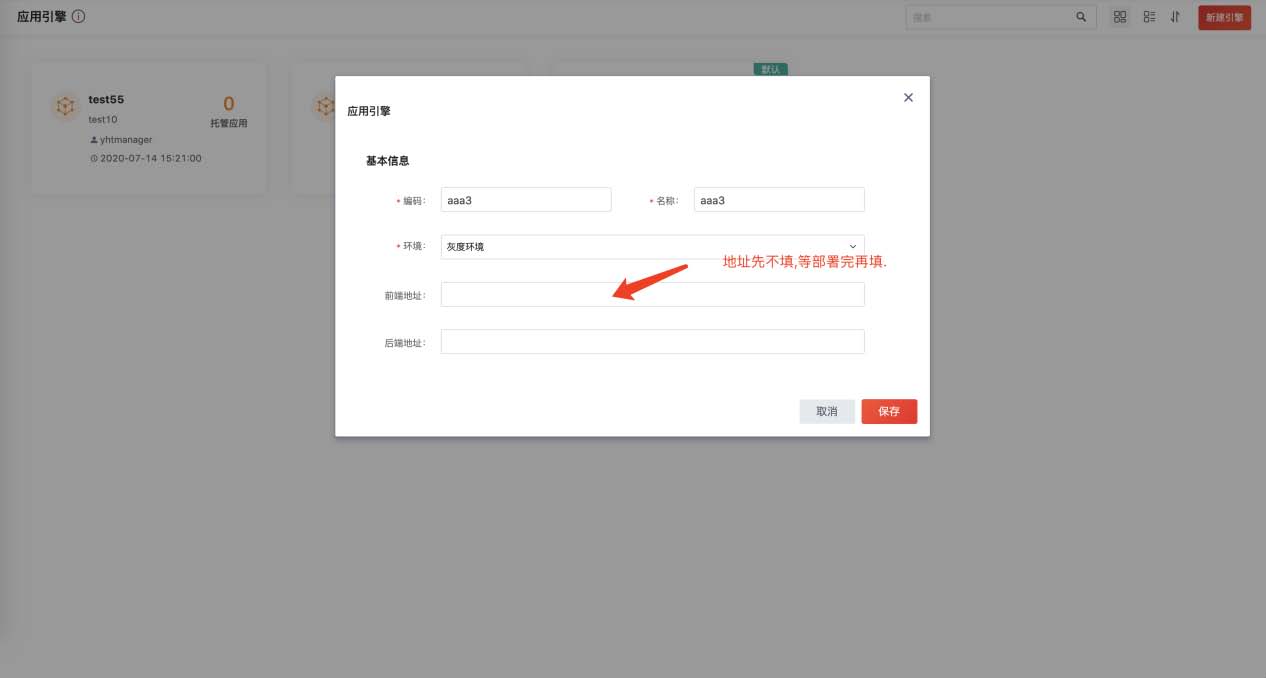 应用引擎
搜索
新建引擎
默认
test55
0
test10
托管应用
yhtmanager
2020-07-14 15:21:00
应用引擎
基本信息
* 编码: aaa3 * 名称: aaa3
* 环境: 灰度环境
地址先不填,等部署完再填.
前端地址:
后端地址:
取消 保存